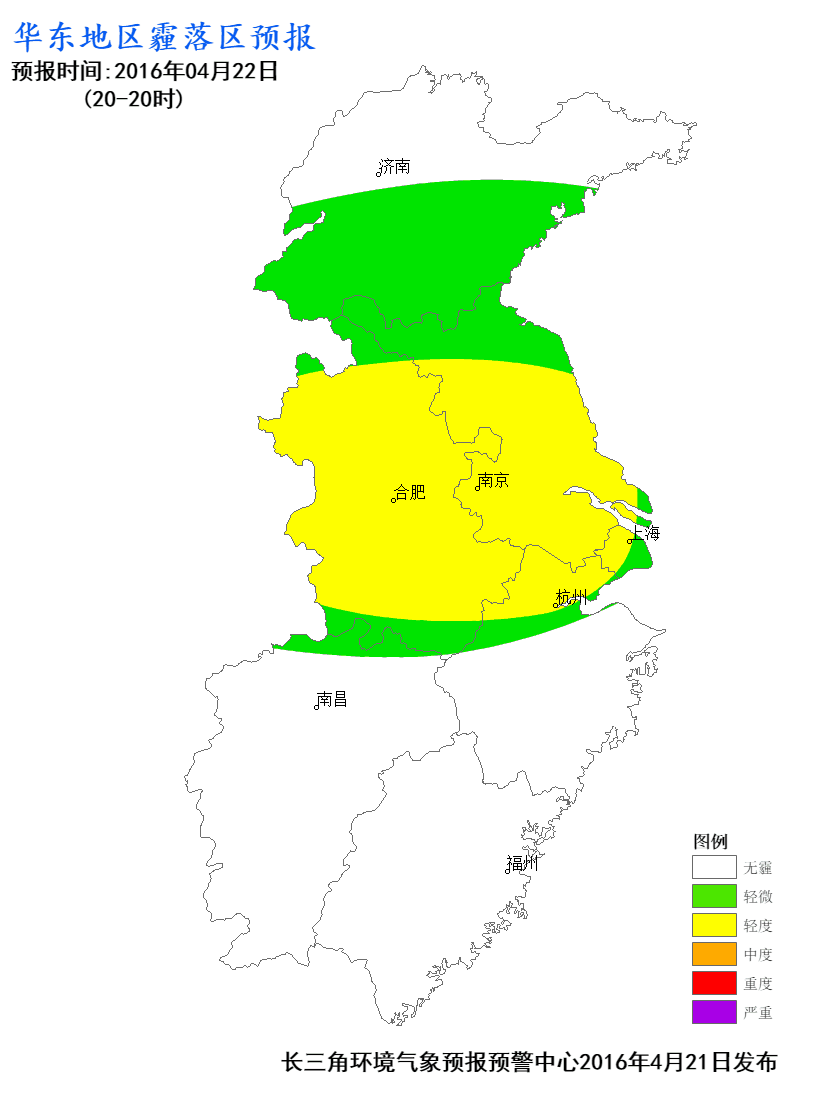 华东地区霾落区预报
预报时间:2016年04月22日
(20-20时)
济南
合肥
南京
上海
杭州
南昌
福州
图例
无霾
轻微
轻度
中度
重度
严重
长三角环境气象预报预警中心2016年4月21日发布